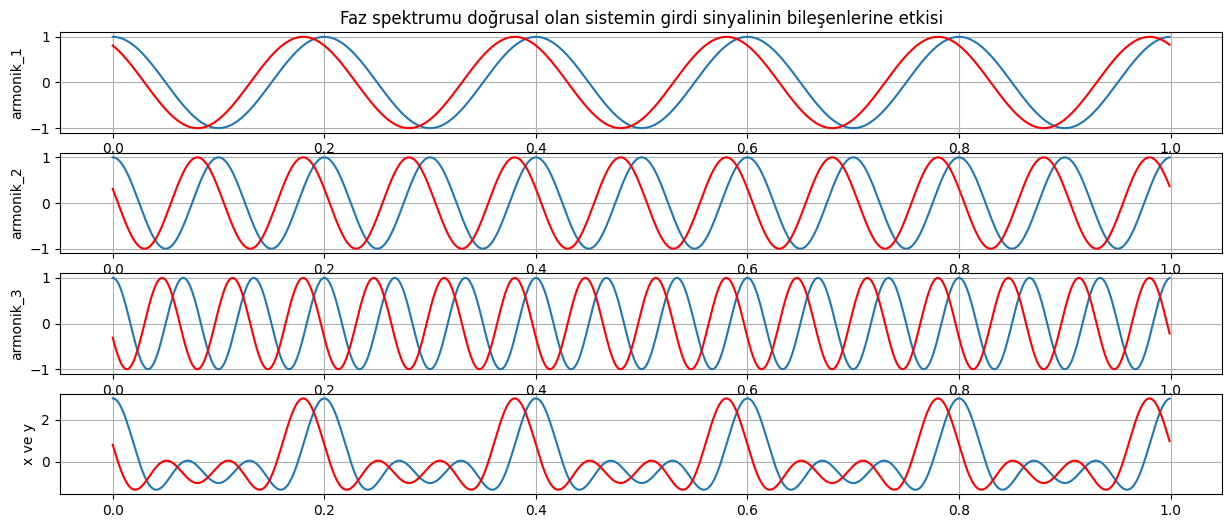 Faz spektrumu doğrusal olan sistemin girdi sinyalinin bileşenlerine etkisi
armonik_1
1
0
−1
0.0 0.2 0.4 0.6 0.8 1.0
armonik_2
1
0
−1
0.0 0.2 0.4 0.6 0.8 1.0
armonik_3
1
0
−1
0.0 0.2 0.4 0.6 0.8 1.0
x ve y
2
0
0.0 0.2 0.4 0.6 0.8 1.0